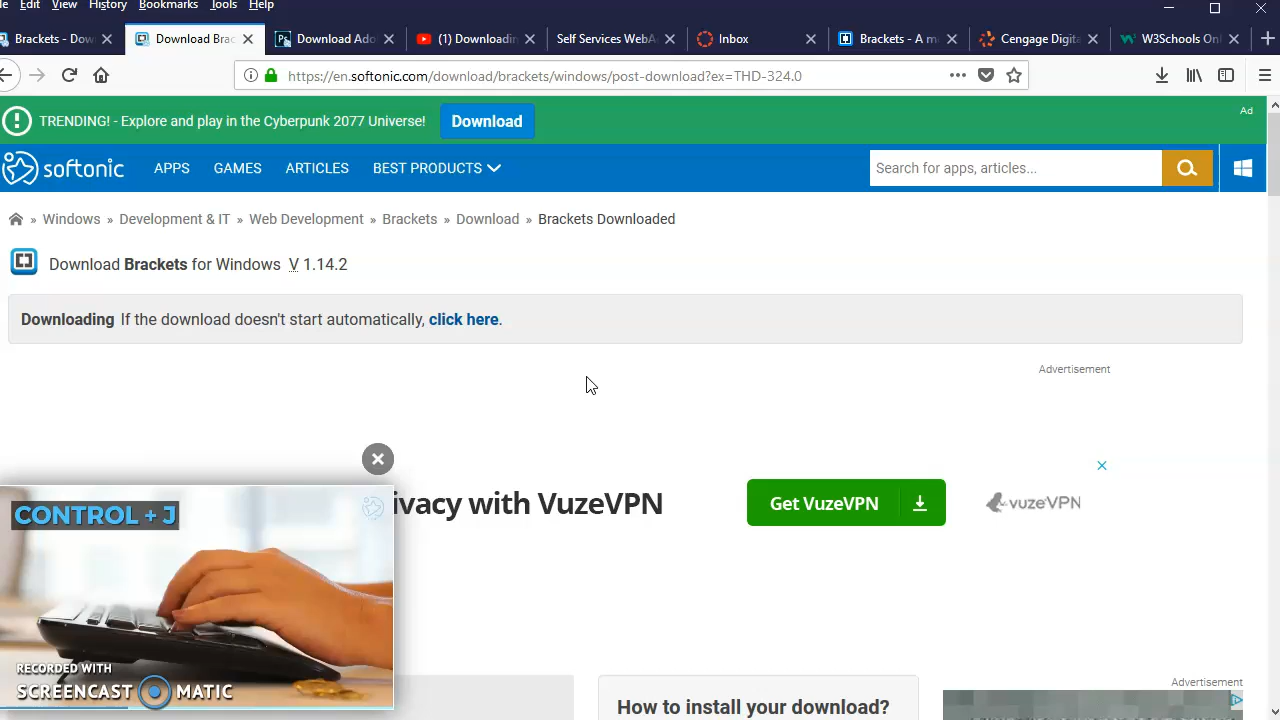 le Edit View History Bookmarks Tools Help
Brackets - Dow
Download Brac
Download Ado
(1) Downloadin
Self Services WebA
Inbox
Brackets - A m
Cengage Digit
W3Schools Onl
https://en.softonic.com/download/brackets/windows/post-download?ex=THD-324.0
TRENDING! - Explore and play in the Cyberpunk 2077 Universe! Download
Ad
softonic APPS GAMES ARTICLES BEST PRODUCTS Search for apps, articles...
» Windows » Development & IT » Web Development » Brackets » Download » Brackets Downloaded
Download Brackets for Windows V 1.14.2
Downloading If the download doesn't start automatically, click here.
Advertisement
ivacy with VuzeVPN Get VuzeVPN vuzeVPN
CONTROL + J
RECORDED WITH
SCREENCAST MATIC
Advertisement
How to install your download?